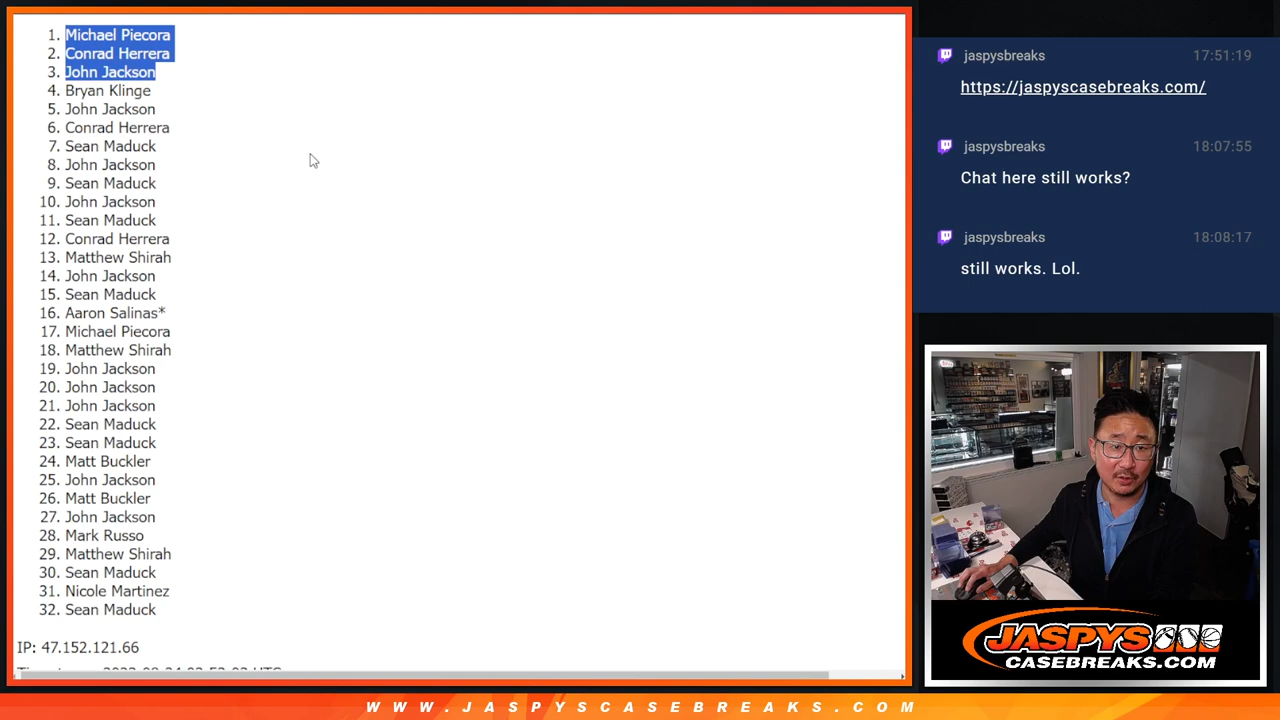 1. Michael Piecora
2. Conrad Herrera
3. John Jackson
4. Bryan Klinge
5. John Jackson
6. Conrad Herrera
7. Sean Maduck
8. John Jackson
9. Sean Maduck
10. John Jackson
11. Sean Maduck
12. Conrad Herrera
13. Matthew Shirah
14. John Jackson
15. Sean Maduck
16. Aaron Salinas*
17. Michael Piecora
18. Matthew Shirah
19. John Jackson
20. John Jackson
21. John Jackson
22. Sean Maduck
23. Sean Maduck
24. Matt Buckler
25. John Jackson
26. Matt Buckler
27. John Jackson
28. Mark Russo
29. Matthew Shirah
30. Sean Maduck
31. Nicole Martinez
32. Sean Maduck
IP: 47.152.121.66
jaspysbreaks 17:51:19
https://jaspyscasebreaks.com/
jaspysbreaks 18:07:55
Chat here still works?
jaspysbreaks 18:08:17
still works. Lol.
JASPYS
CASEBREAKS.COM
WWW.JASPYSCASEBREAKS.COM